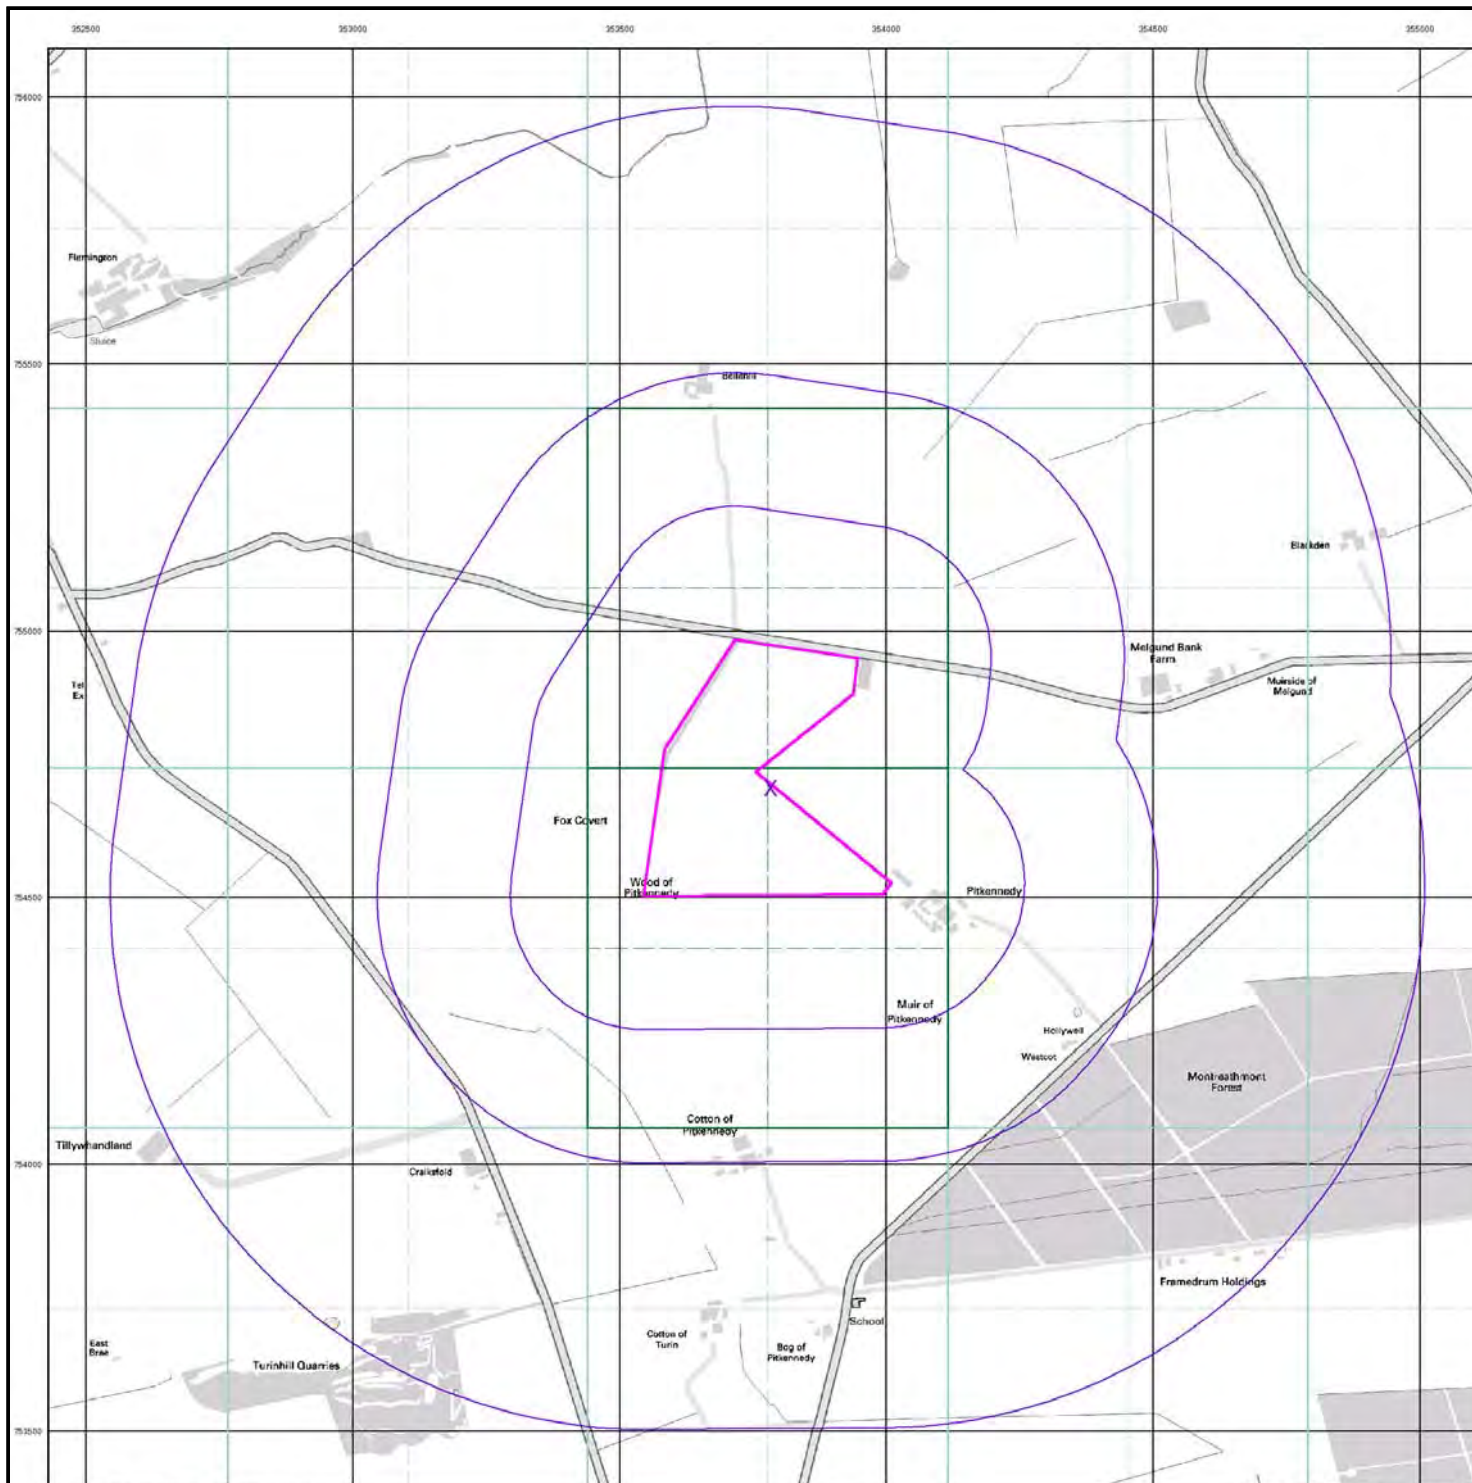 352500
353000
353500
354000
354500
355000
756000
Flemington
Sluice
755500
Bellahill
Blackden
755000
Melgund Bank
Farm
Muirside of
Melgund
Tel
Ex
Fox Covert
X
Wood of
Pitkennedy
Pitkennedy
754500
Muir of
Pitkennedy
Hollywell
Westcot
Montreathmont
Forest
Cotton of
Pitkennedy
Tillywhandland
754000
Craiksfold
Framedrum Holdings
School
Cotton of
Turin
Bog of
Pitkennedy
East
Brae
Turinhill Quarries
753500